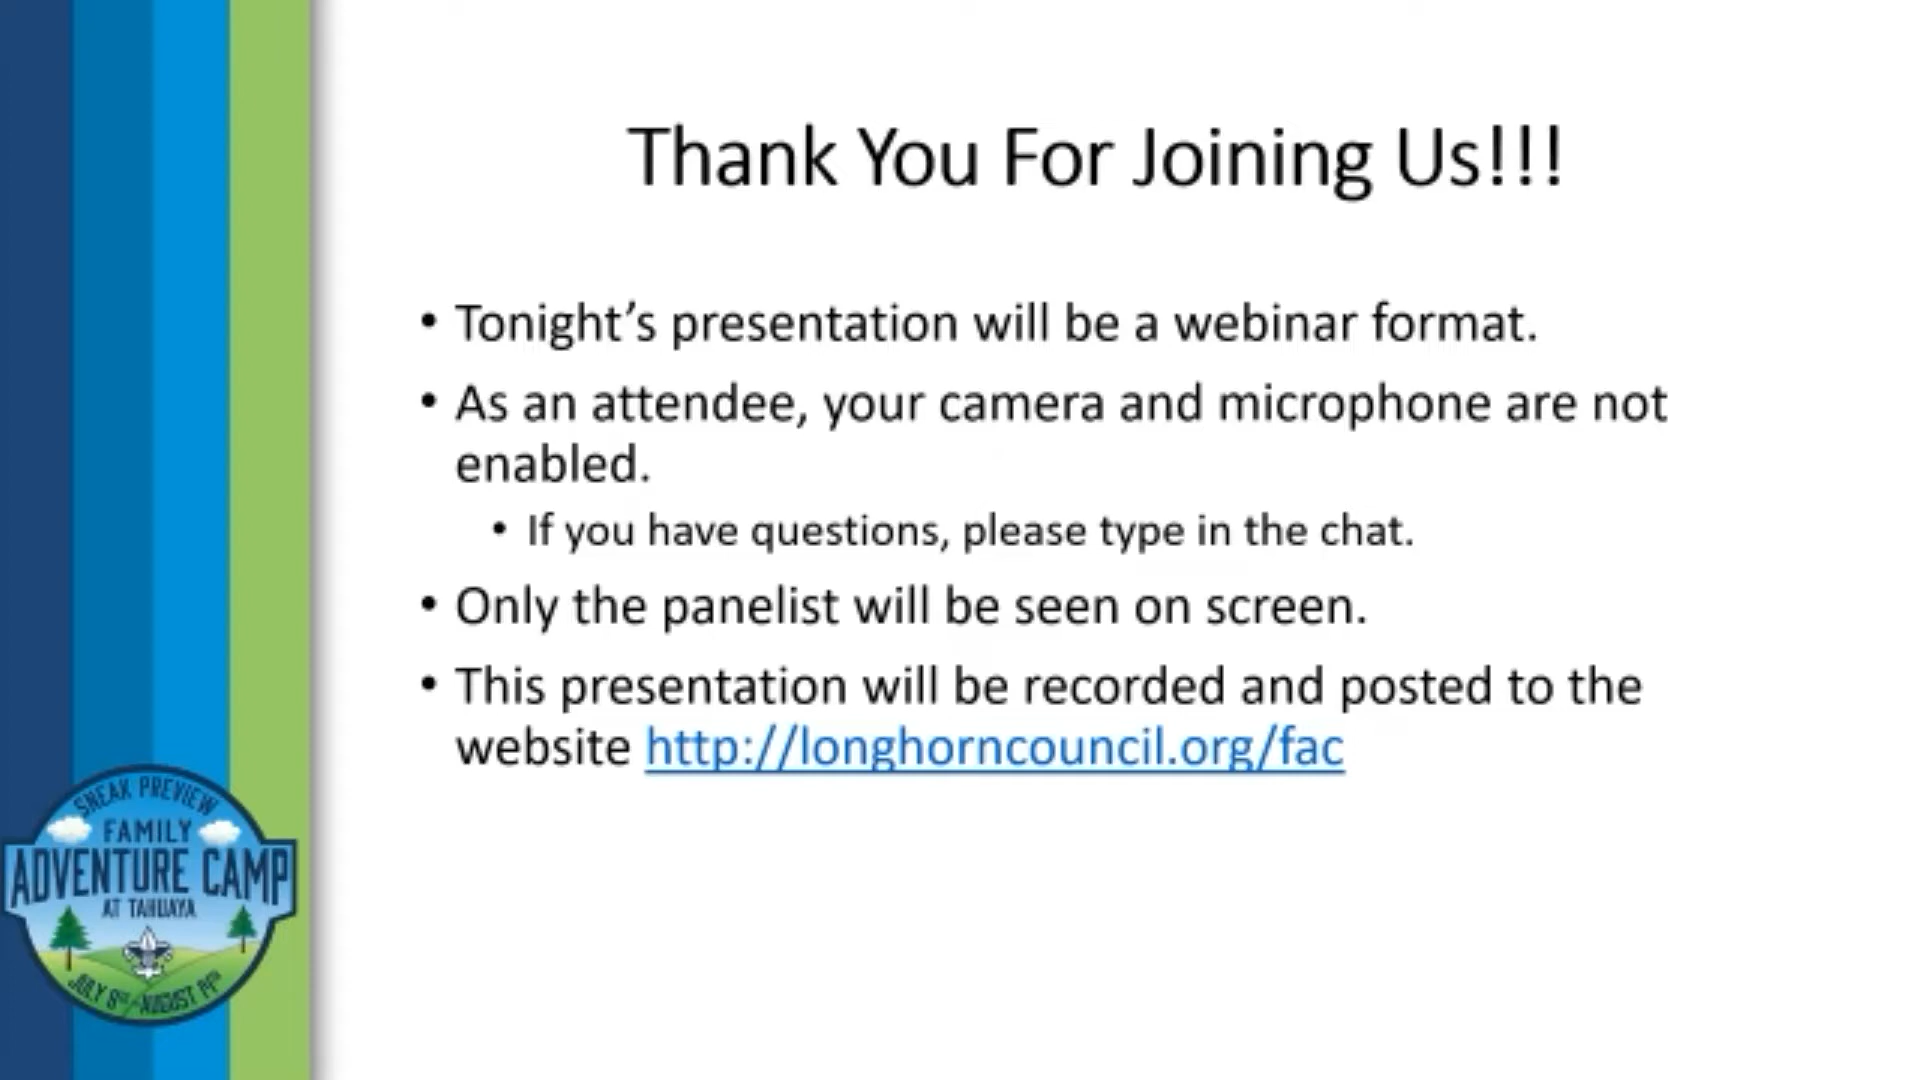 Thank You For Joining Us!!!
• Tonight’s presentation will be a webinar format.
• As an attendee, your camera and microphone are not
enabled.
• If you have questions, please type in the chat.
• Only the panelist will be seen on screen.
• This presentation will be recorded and posted to the
website http://longhorncouncil.org/fac
SNEAK PREVIEW
FAMILY
ADVENTURE CAMP
AT TAHUAYA
JULY AUGUST